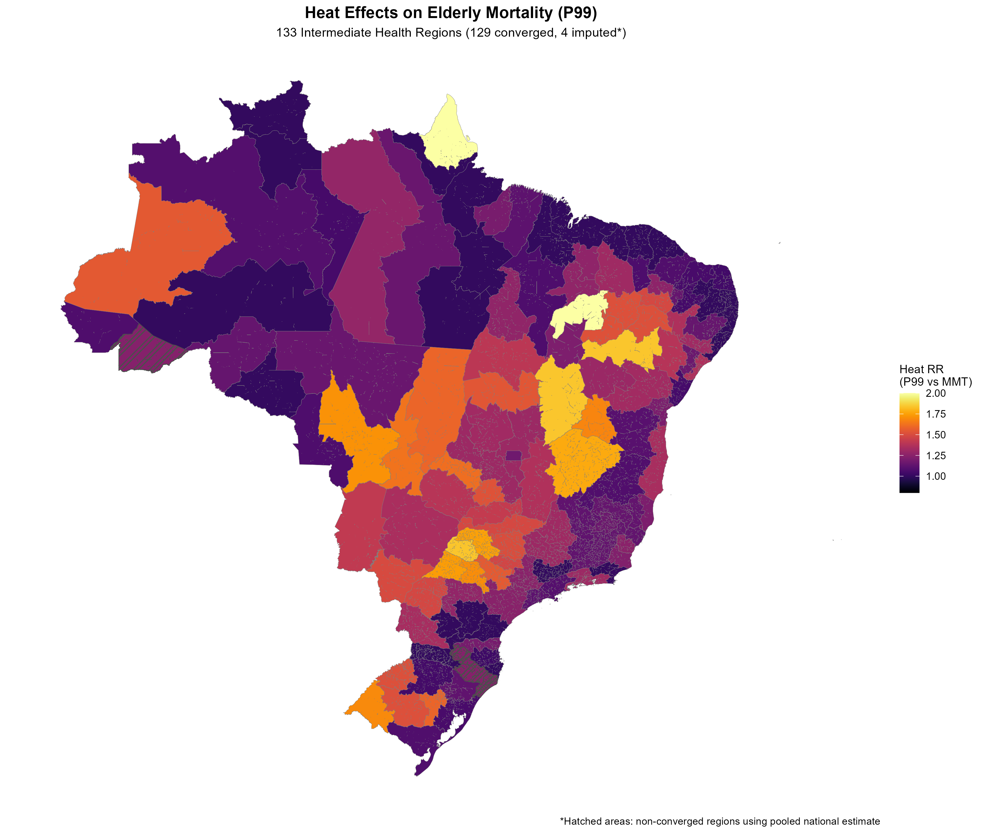 Heat Effects on Elderly Mortality (P99)
133 Intermediate Health Regions (129 converged, 4 imputed*)
Heat RR
(P99 vs MMT)
2.00
1.75
1.50
1.25
1.00
*Hatched areas: non-converged regions using pooled national estimate